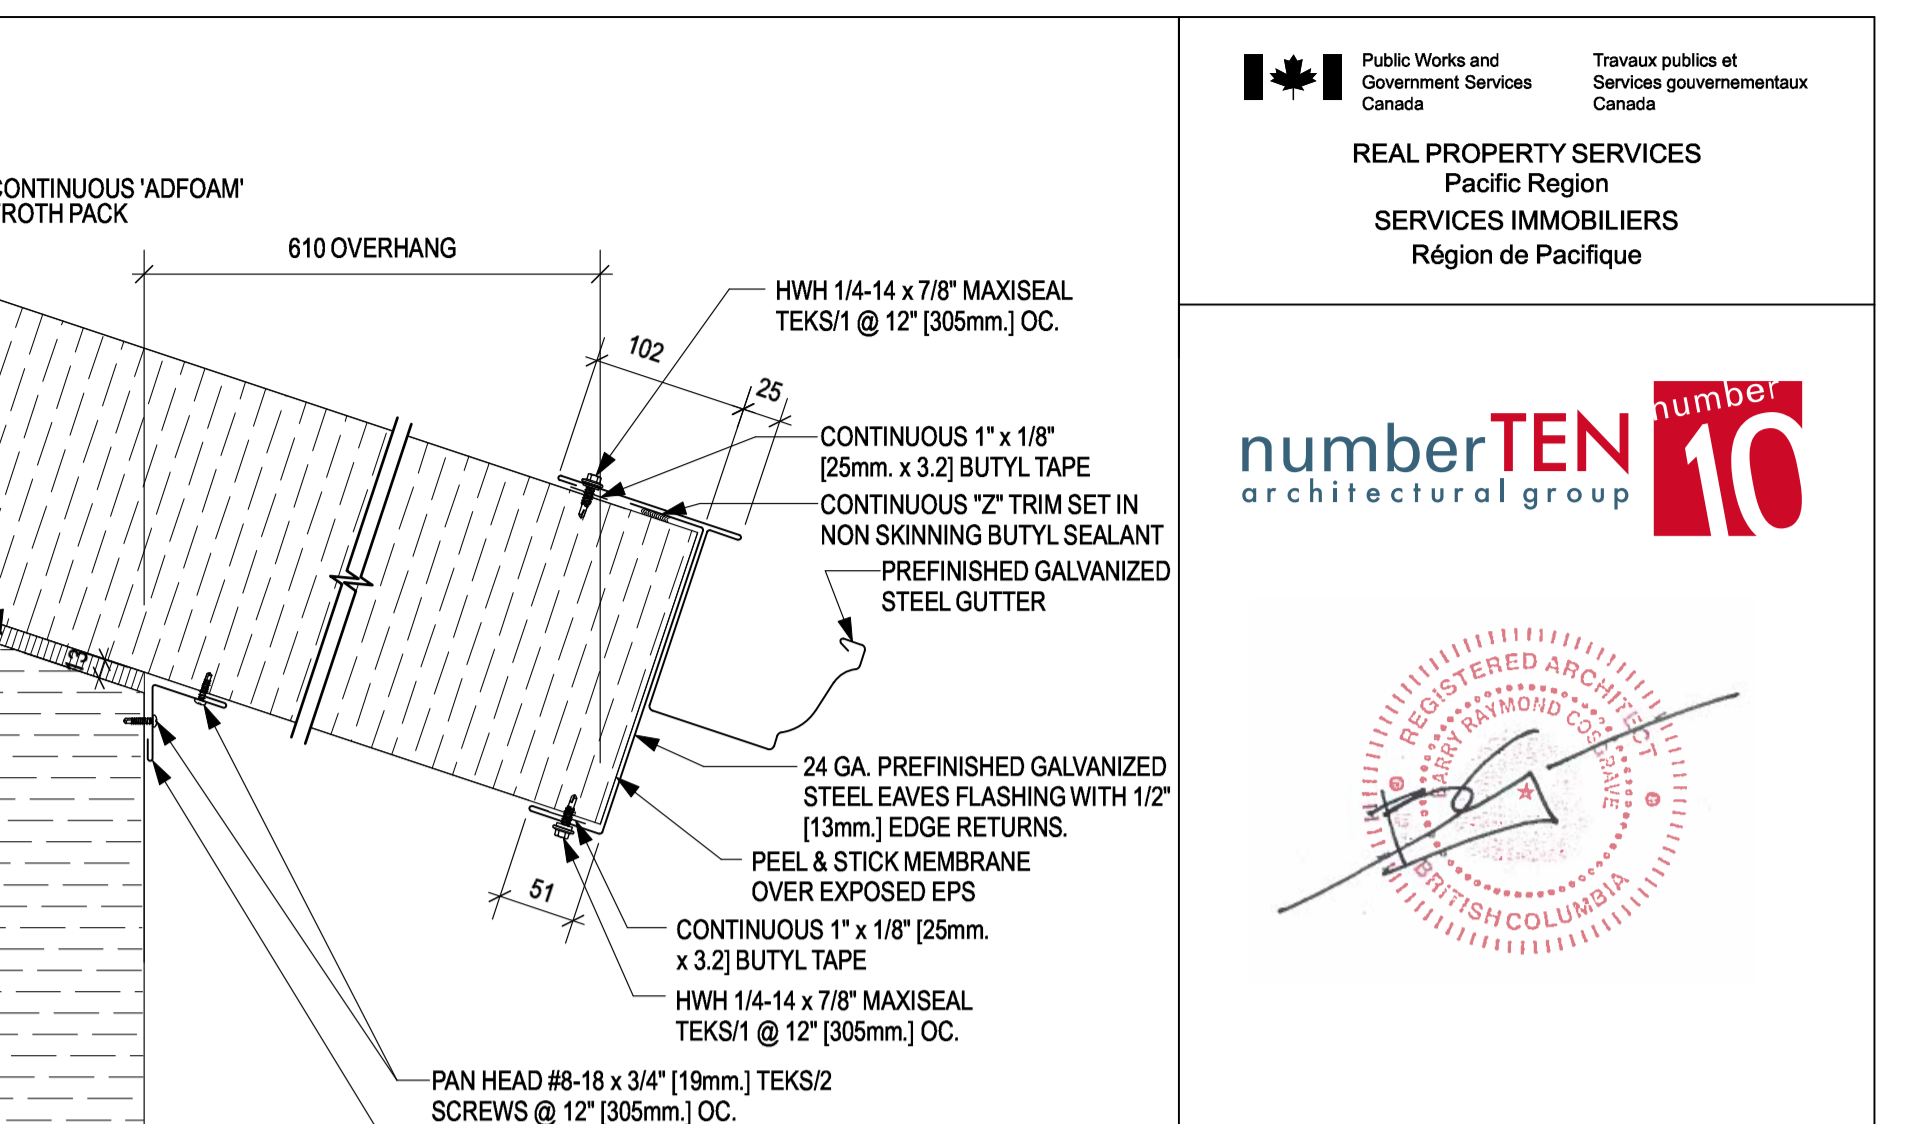 CONTINUOUS 'ADFOAM'
FROTH PACK
610 OVERHANG
HWH 1/4-14 x 7/8" MAXISEAL
TEKS/1 @ 12" [305mm.] OC.
102
25
CONTINUOUS 1" x 1/8"
[25mm. x 3.2] BUTYL TAPE
CONTINUOUS "Z" TRIM SET IN
NON SKINNING BUTYL SEALANT
PREFINISHED GALVANIZED
STEEL GUTTER
13
24 GA. PREFINISHED GALVANIZED
STEEL EAVES FLASHING WITH 1/2"
[13mm.] EDGE RETURNS.
PEEL & STICK MEMBRANE
OVER EXPOSED EPS
51
CONTINUOUS 1" x 1/8" [25mm.
x 3.2] BUTYL TAPE
HWH 1/4-14 x 7/8" MAXISEAL
TEKS/1 @ 12" [305mm.] OC.
PAN HEAD #8-18 x 3/4" [19mm.] TEKS/2
SCREWS @ 12" [305mm.] OC.
Public Works and
Government Services
Canada
Travaux publics et
Services gouvernementaux
Canada
REAL PROPERTY SERVICES
Pacific Region
SERVICES IMMOBILIERS
Région de Pacifique
numberTEN
architectural group
number
10
REGISTERED ARCHITECT
RAYMOND COSGRAVE
BRITISH COLUMBIA